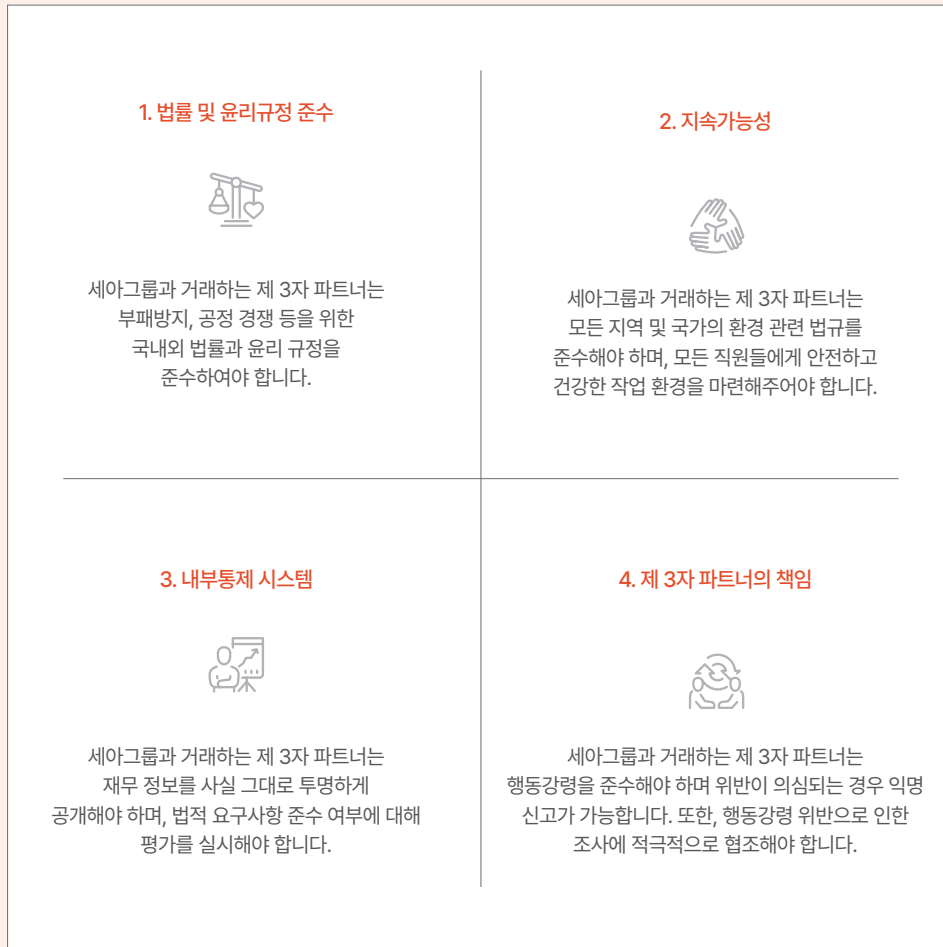 1. 법률 및 윤리규정 준수
세아그룹과 거래하는 제 3자 파트너는
부패방지, 공정 경쟁 등을 위한
국내외 법률과 윤리 규정을
준수하여야 합니다.
2. 지속가능성
세아그룹과 거래하는 제 3자 파트너는
모든 지역 및 국가의 환경 관련 법규를
준수해야 하며, 모든 직원들에게 안전하고
건강한 작업 환경을 마련해주어야 합니다.
3. 내부통제 시스템
세아그룹과 거래하는 제 3자 파트너는
재무 정보를 사실 그대로 투명하게
공개해야 하며, 법적 요구사항 준수 여부에 대해
평가를 실시해야 합니다.
4. 제 3자 파트너의 책임
세아그룹과 거래하는 제 3자 파트너는
행동강령을 준수해야 하며 위반이 의심되는 경우 익명
신고가 가능합니다. 또한, 행동강령 위반으로 인한
조사에 적극적으로 협조해야 합니다.